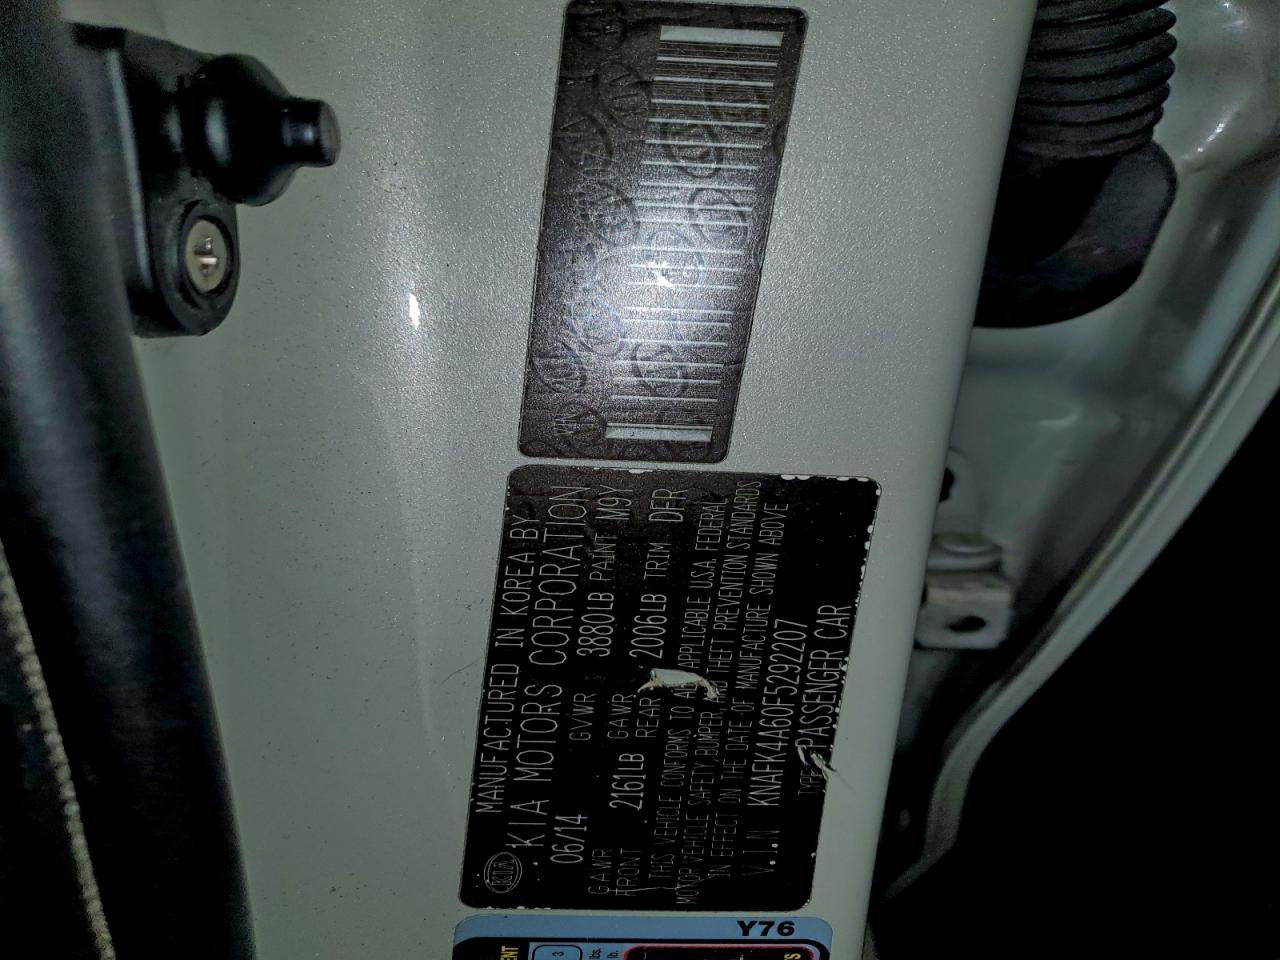 MANUFACTURED IN KOREA BY
KIA MOTORS CORPORATION
06/14 GVWR 3880LB PAINT M9Y
GAWR FRONT 2161LB GAWR REAR 2006LB TRIM DFR
THIS VEHICLE CONFORMS TO ALL APPLICABLE U.S.A FEDERAL
MOTOR VEHICLE SAFETY, BUMPER, AND THEFT PREVENTION STANDARDS
IN EFFECT ON THE DATE OF MANUFACTURE SHOWN ABOVE
V.I.N KNAFK4A60F5292207
TYPE PASSENGER CAR
KIA
Y76